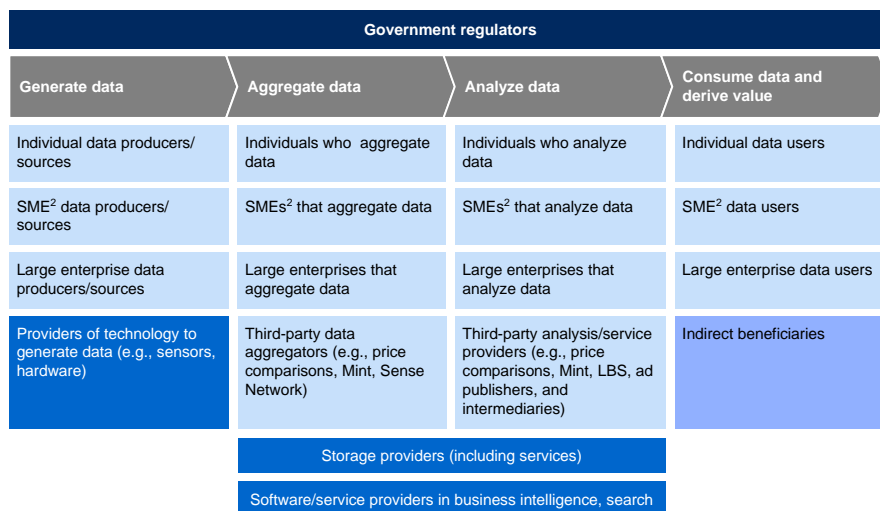 Government regulators
Generate data
Aggregate data
Analyze data
Consume data and
derive value
Individual data producers/
sources
Individuals who aggregate
data
Individuals who analyze
data
Individual data users
SME² data producers/
sources
SMEs² that aggregate data
SMEs² that analyze data
SME² data users
Large enterprise data
producers/sources
Large enterprises that
aggregate data
Large enterprises that
analyze data
Large enterprise data users
Providers of technology to
generate data (e.g., sensors,
hardware)
Third-party data
aggregators (e.g., price
comparisons, Mint, Sense
Network)
Third-party analysis/service
providers (e.g., price
comparisons, Mint, LBS, ad
publishers, and
intermediaries)
Indirect beneficiaries
Storage providers (including services)
Software/service providers in business intelligence, search